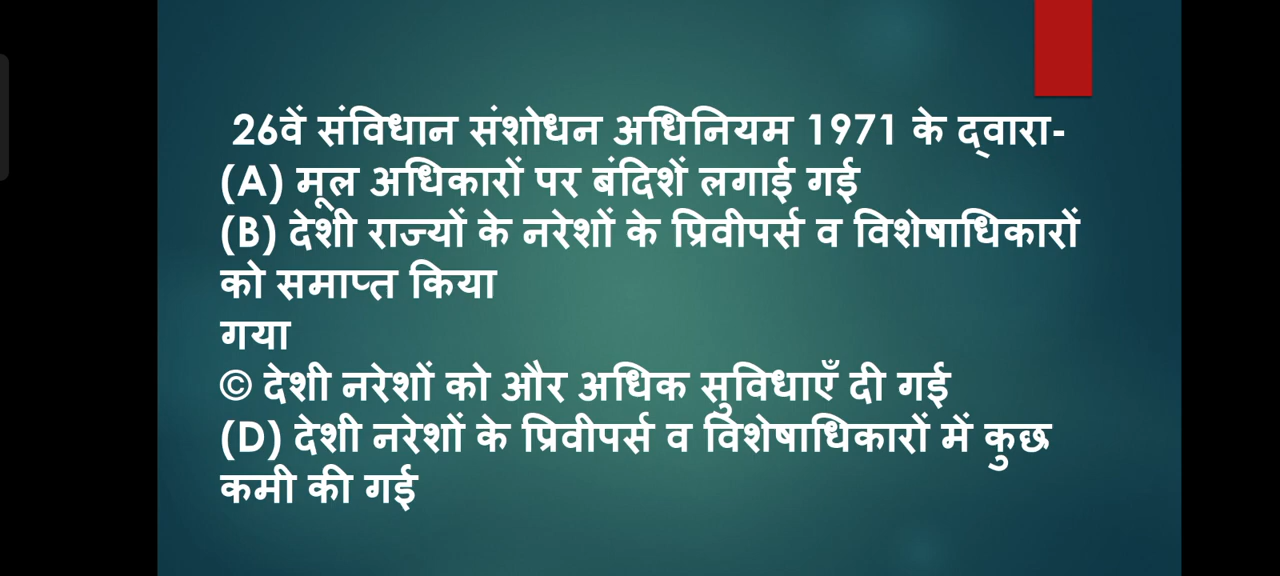 26वें संविधान संशोधन अधिनियम 1971 के द्वारा-
(A) मूल अधिकारों पर बंदिशें लगाई गई
(B) देशी राज्यों के नरेशों के प्रिवीपर्स व विशेषाधिकारों
को समाप्त किया
गया
© देशी नरेशों को और अधिक सुविधाएँ दी गई
(D) देशी नरेशों के प्रिवीपर्स व विशेषाधिकारों में कुछ
कमी की गई